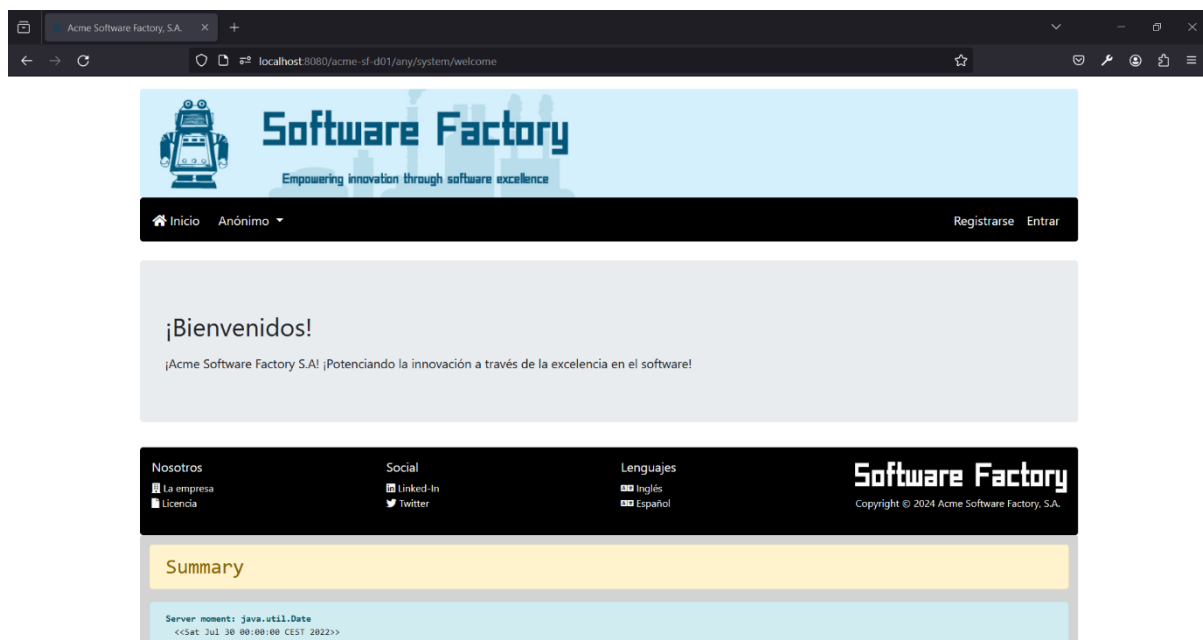 Acme Software Factory, S.A.
localhost:8080/acme-sf-d01/any/system/welcome
Software Factory
Empowering innovation through software excellence
Inicio Anónimo Registrarse Entrar
¡Bienvenidos!
¡Acme Software Factory S.A! ¡Potenciando la innovación a través de la excelencia en el software!
Nosotros
La empresa
Licencia
Social
Linked-In
Twitter
Lenguajes
Inglés
Español
Software Factory
Copyright © 2024 Acme Software Factory, S.A.
Summary
Server moment: java.util.Date
<<Sat Jul 30 00:00:00 CEST 2022>>